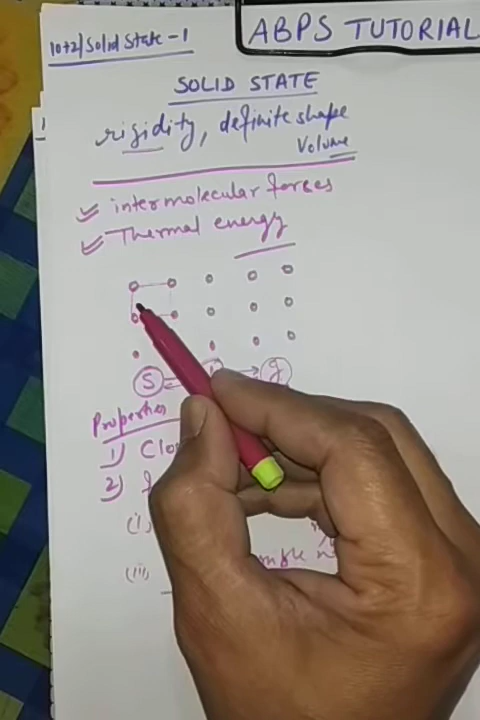 10+2/Solid State - 1
ABPS TUTORIAL
SOLID STATE
rigidity, definite shape
Volume
intermolecular forces
Thermal energy
S
g
Properties
1)
2)
(i)
(ii)